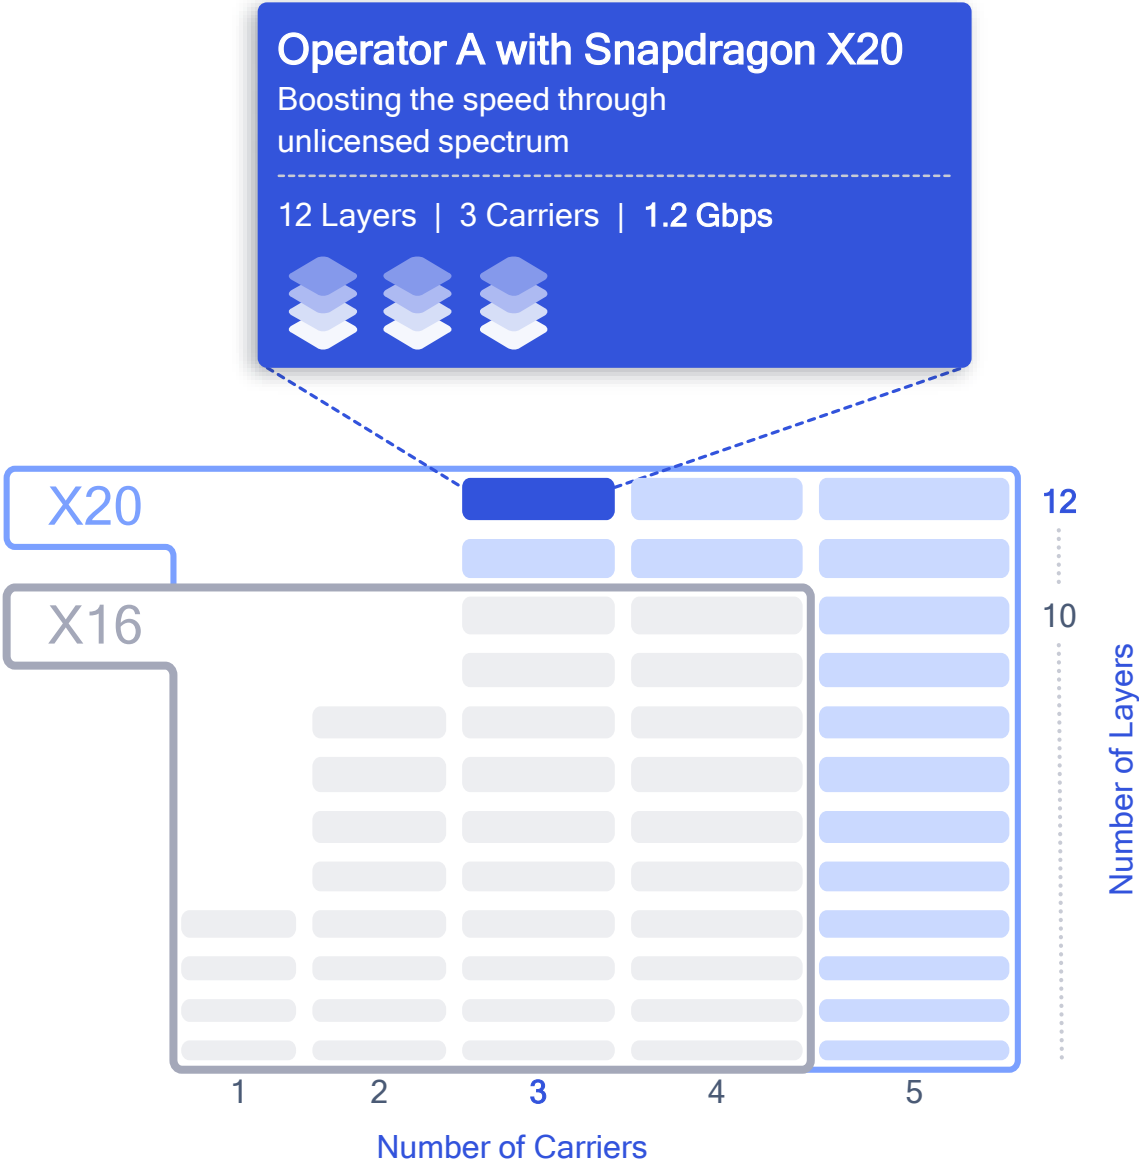 Operator A with Snapdragon X20
Boosting the speed through
unlicensed spectrum
12 Layers | 3 Carriers | 1.2 Gbps
X20
12
X16
10
Number of Layers
1 2 3 4 5
Number of Carriers